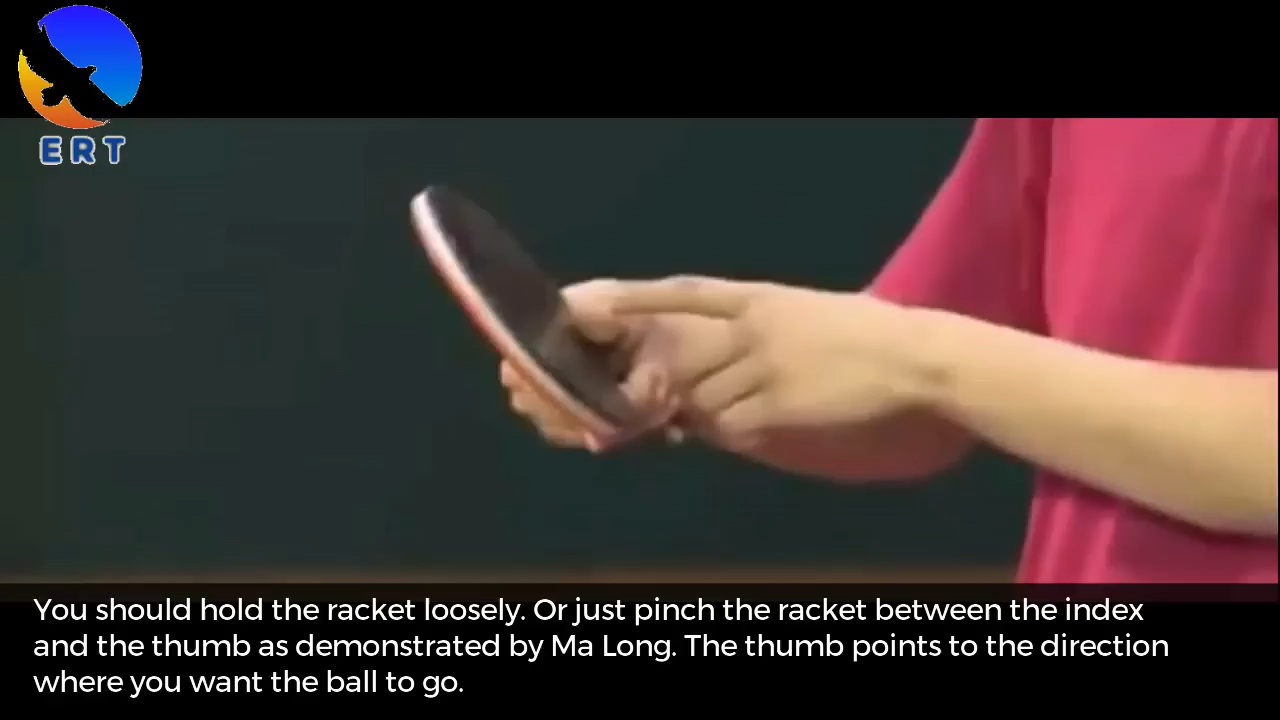 ERT
You should hold the racket loosely. Or just pinch the racket between the index
and the thumb as demonstrated by Ma Long. The thumb points to the direction
where you want the ball to go.